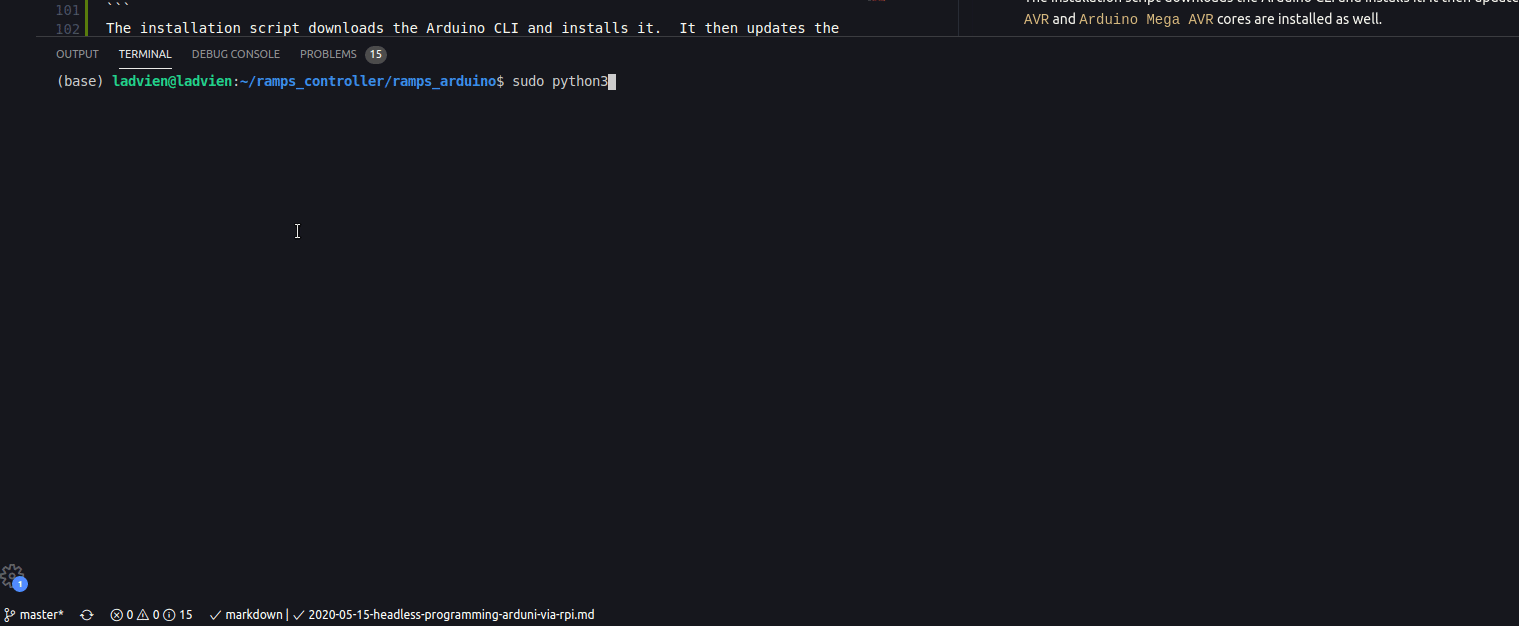 101 ```
102 The installation script downloads the Arduino CLI and installs it.  It then updates the
AVR and Arduino Mega AVR cores are installed as well.
OUTPUT TERMINAL DEBUG CONSOLE PROBLEMS 15
(base) ladvien@ladvien:~/ramps_controller/ramps_arduino$ sudo python3
1
master* 0 0 15 markdown | 2020-05-15-headless-programming-arduni-via-rpi.md